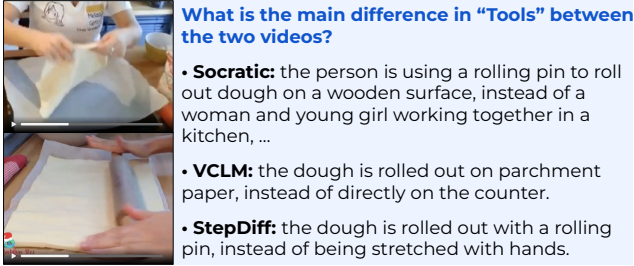 What is the main difference in “Tools” between
the two videos?
• Socratic: the person is using a rolling pin to roll
out dough on a wooden surface, instead of a
woman and young girl working together in a
kitchen, ...
• VCLM: the dough is rolled out on parchment
paper, instead of directly on the counter.
• StepDiff: the dough is rolled out with a rolling
pin, instead of being stretched with hands.